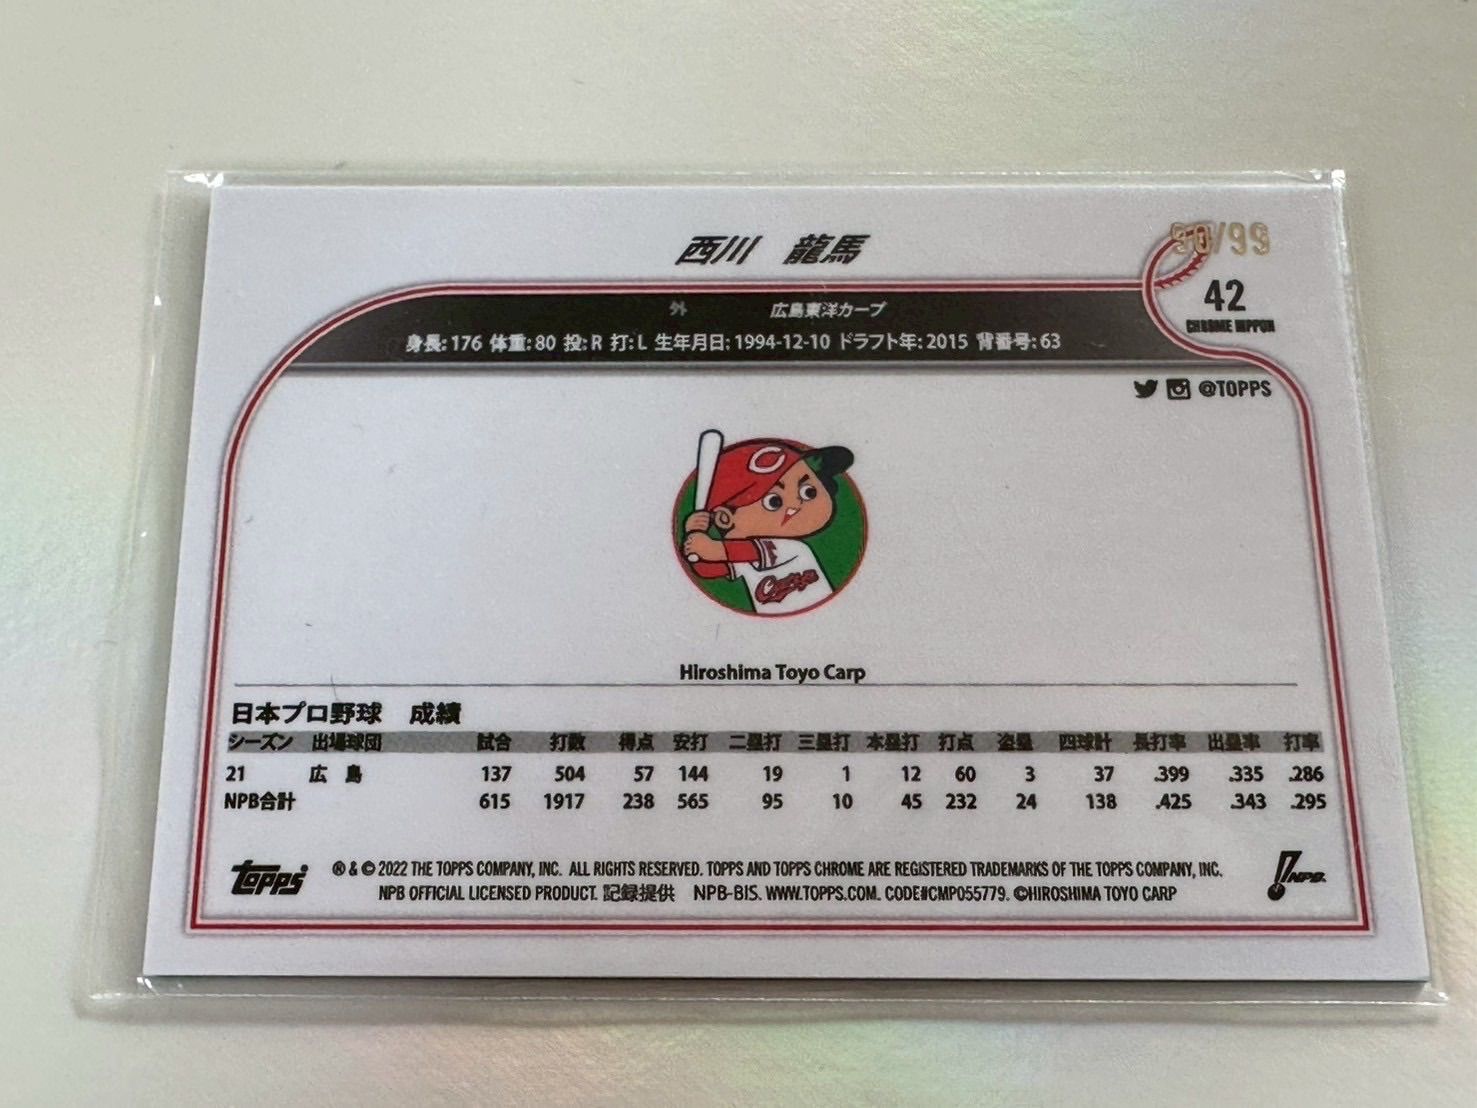 西川 龍馬
90/99
42
CHROME NIPPON
外 広島東洋カープ
身長: 176 体重: 80 投: R 打: L 生年月日: 1994-12-10 ドラフト年: 2015 背番号: 63
@TOPPS
C
Carp
Hiroshima Toyo Carp
日本プロ野球 成績
シーズン 出場球団 試合 打数 得点 安打 二塁打 三塁打 本塁打 打点 盗塁 四球計 長打率 出塁率 打率
21 広 島 137 504 57 144 19 1 12 60 3 37 .399 .335 .286
NPB合計 615 1917 238 565 95 10 45 232 24 138 .425 .343 .295
topps ® & © 2022 THE TOPPS COMPANY, INC. ALL RIGHTS RESERVED. TOPPS AND TOPPS CHROME ARE REGISTERED TRADEMARKS OF THE TOPPS COMPANY, INC.
NPB OFFICIAL LICENSED PRODUCT. 記録提供 NPB-BIS. WWW.TOPPS.COM. CODE#CMP055779. ©HIROSHIMA TOYO CARP
NPB.